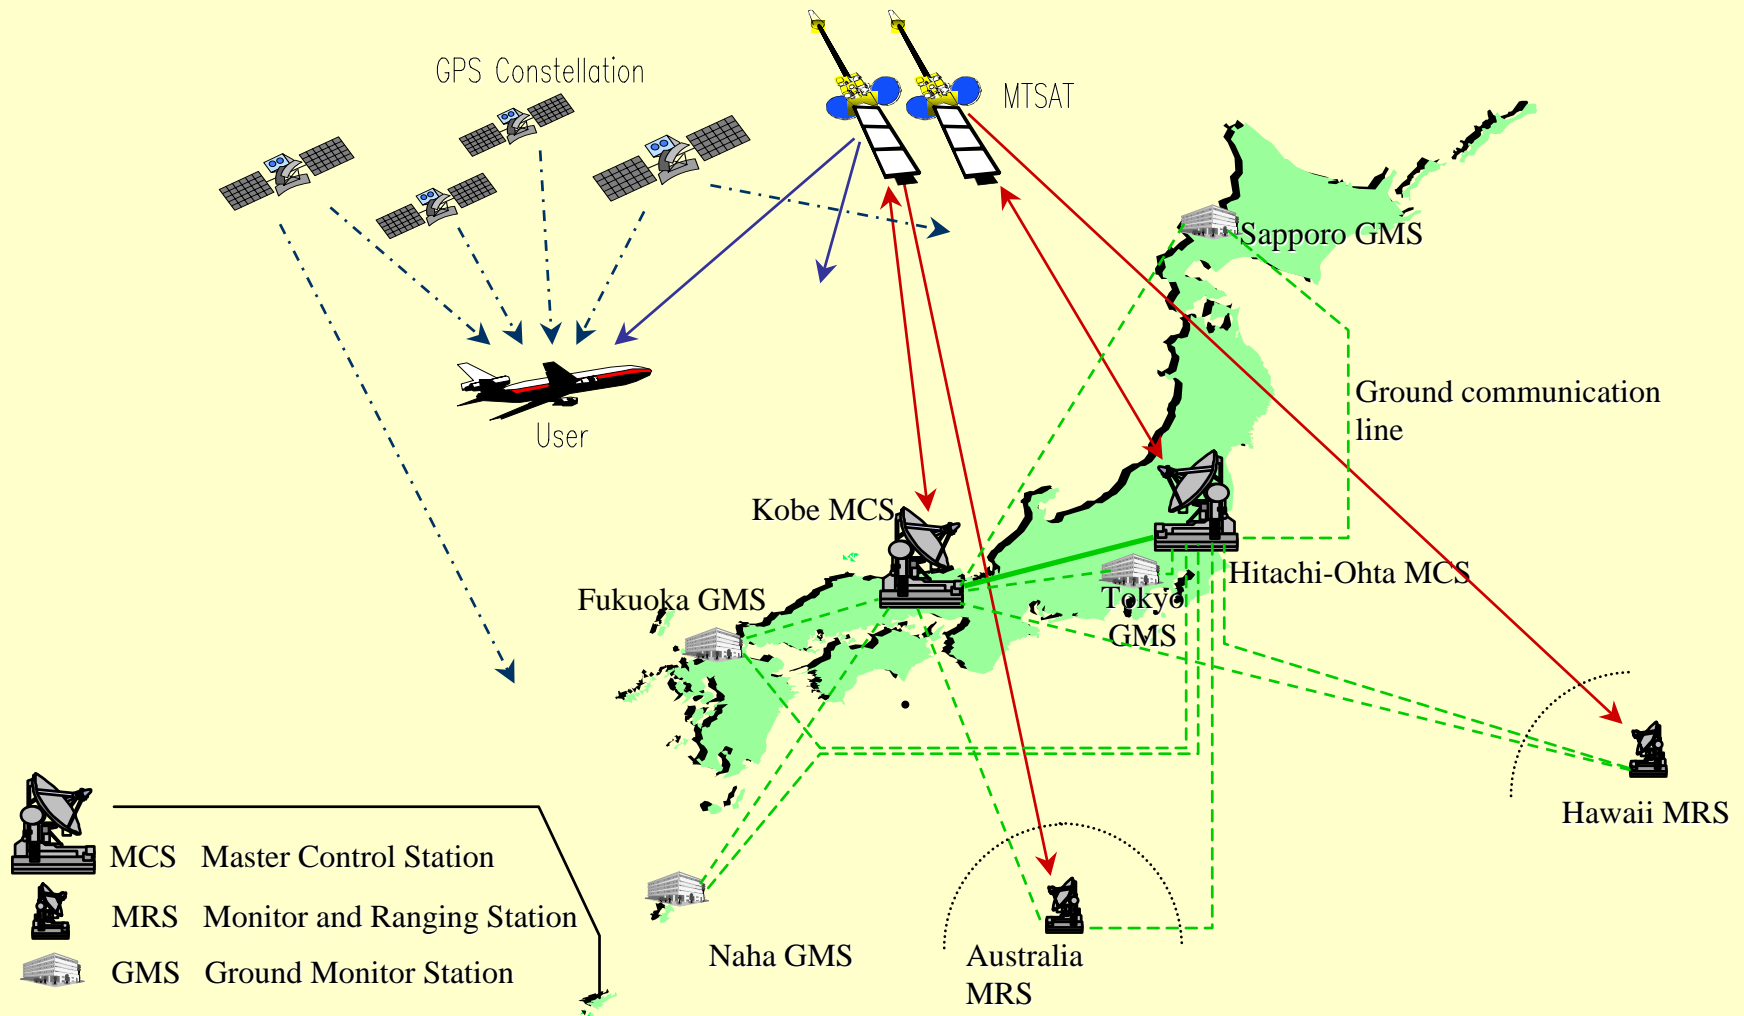 GPS Constellation
MTSAT
Sapporo GMS
Ground communication
line
User
Kobe MCS
Hitachi-Ohta MCS
Fukuoka GMS
Tokyo
GMS
Hawaii MRS
MCS Master Control Station
MRS Monitor and Ranging Station
GMS Ground Monitor Station
Naha GMS
Australia
MRS